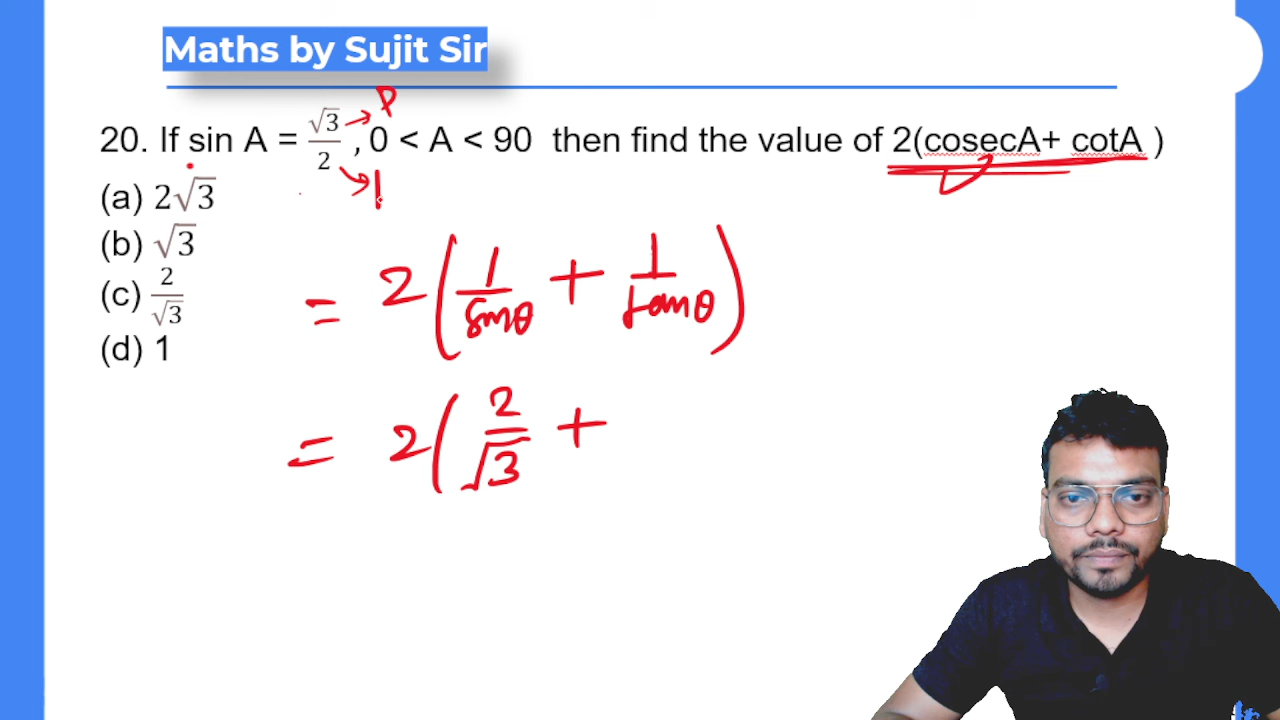 Maths by Sujit Sir
20. If sin A = √3/2 , 0 < A < 90 then find the value of 2(cosecA+ cotA )
P
(a) 2√3
(b) √3
(c) 2/√3
(d) 1
= 2(1/sinθ + 1/tanθ)
= 2(2/√3 +